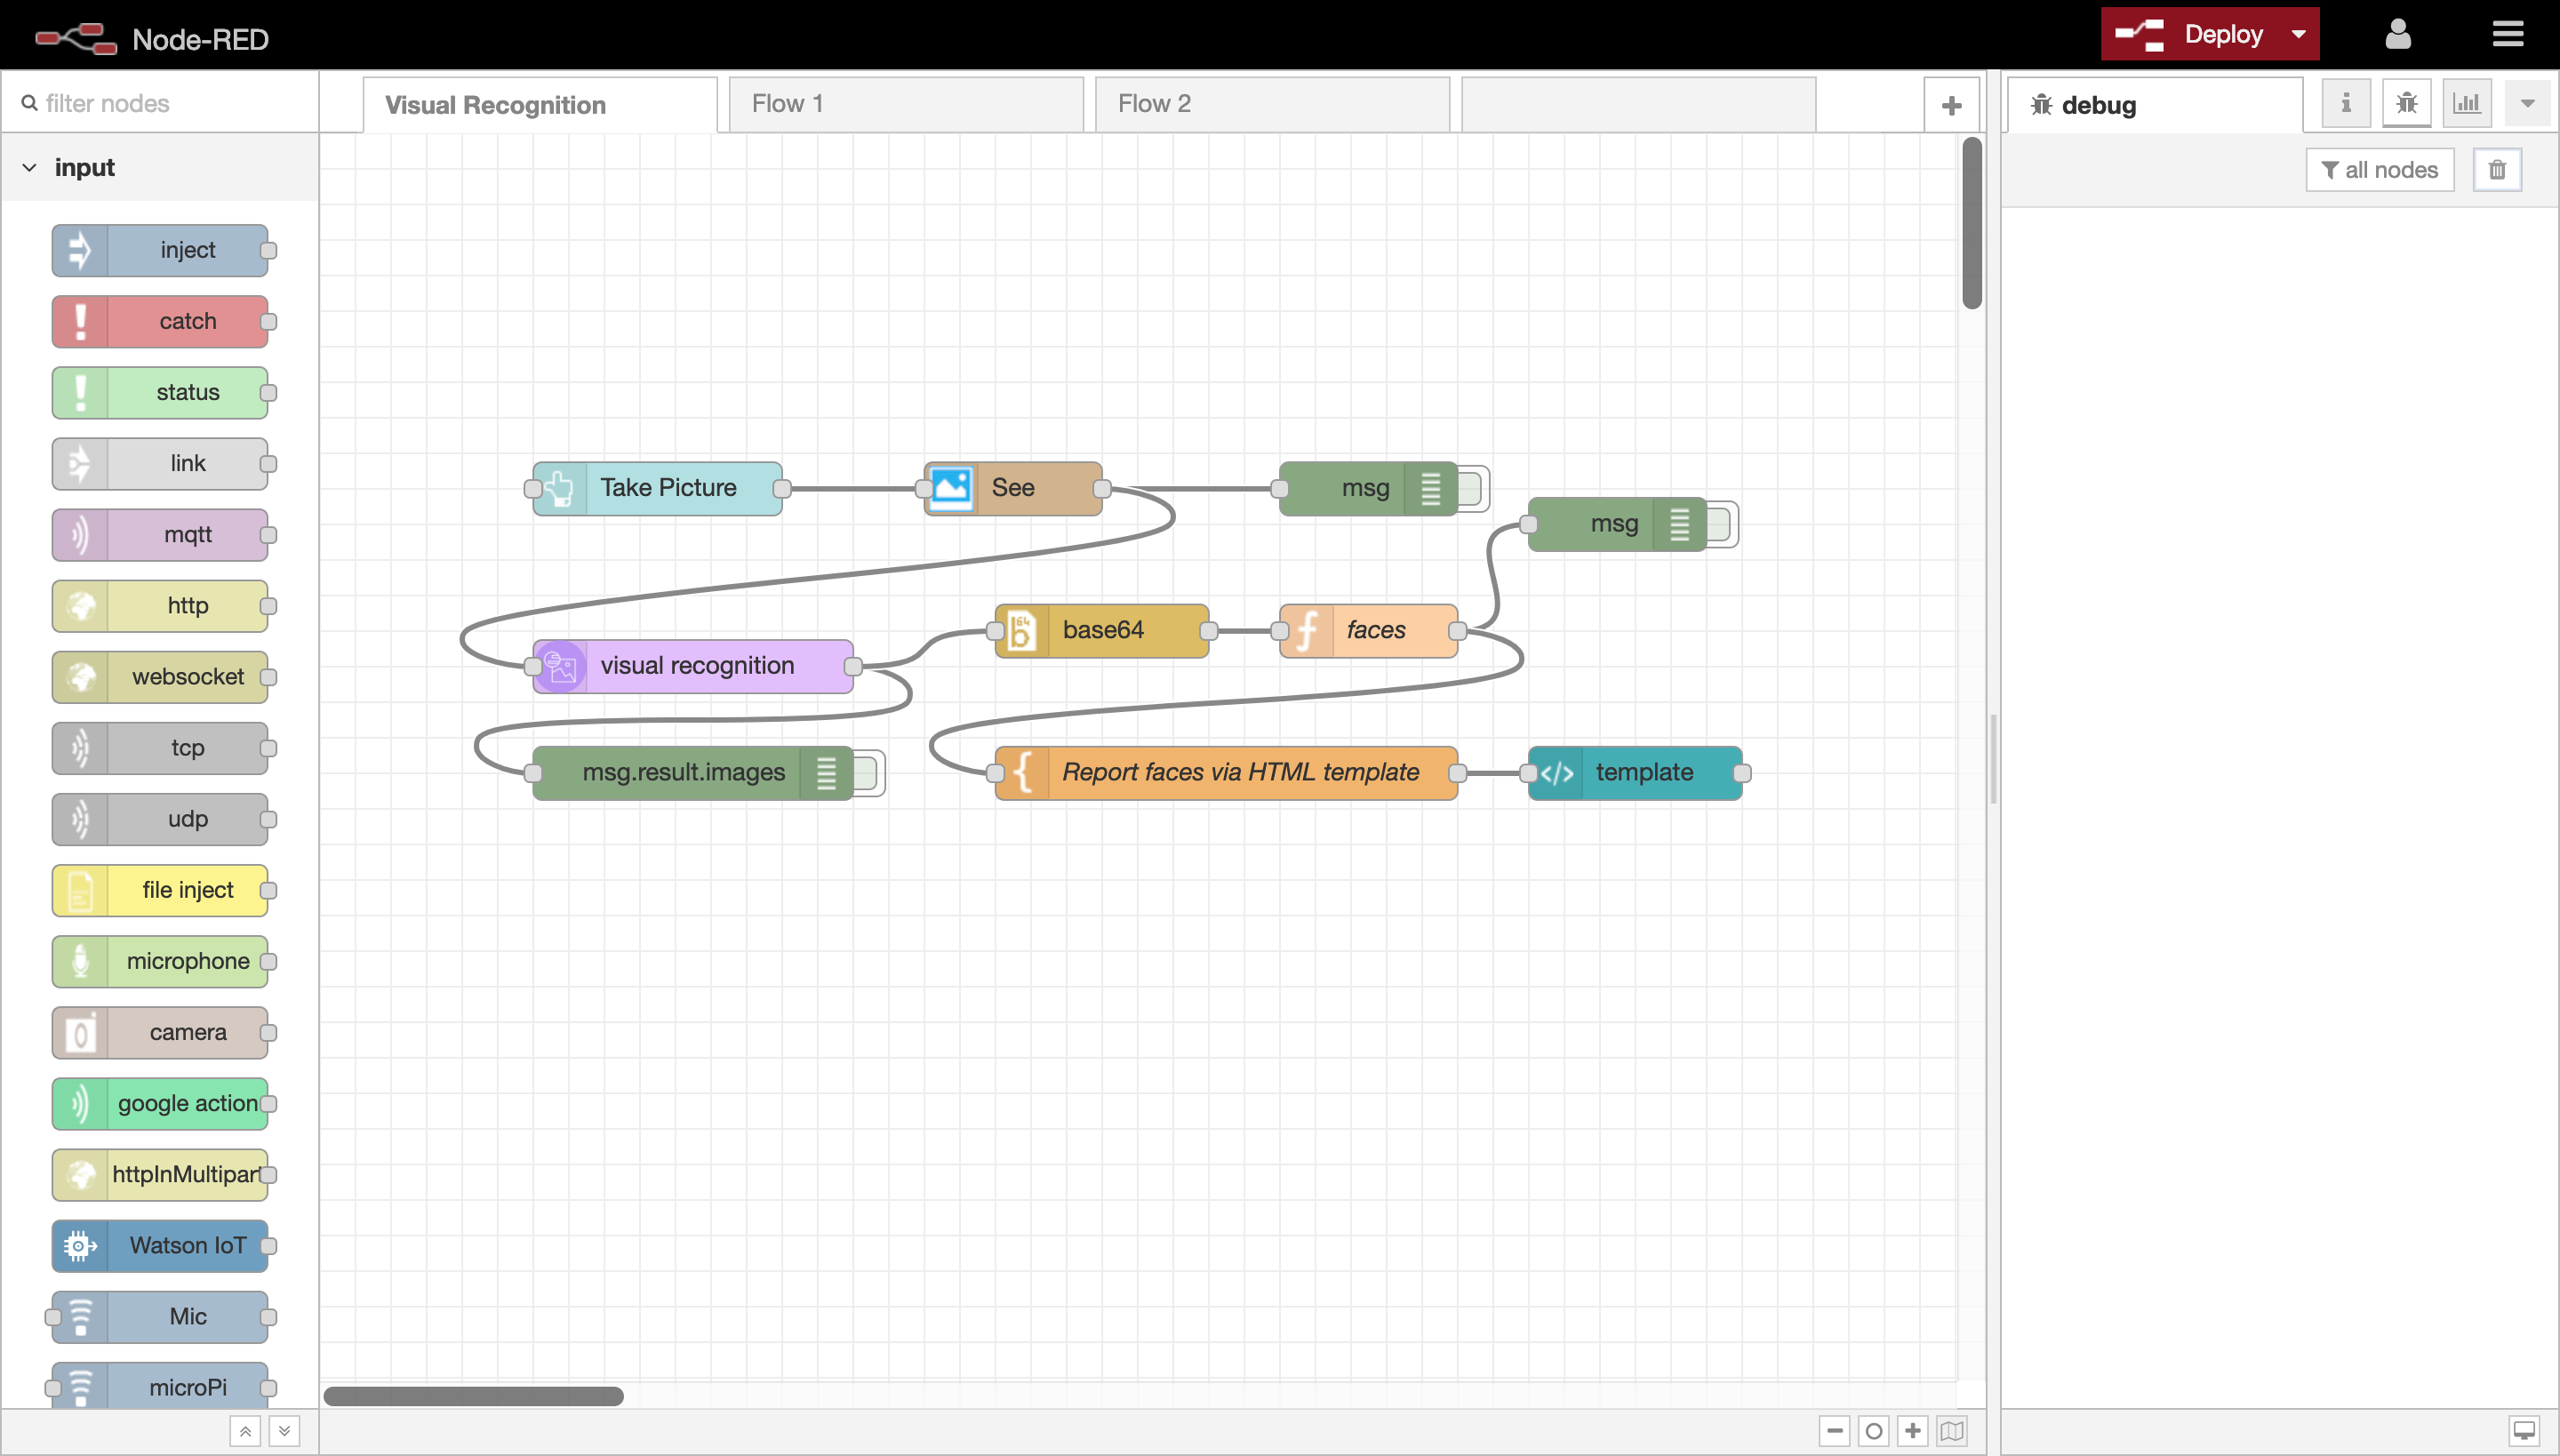 Node-RED
Deploy
filter nodes
Visual Recognition
Flow 1
Flow 2
debug
all nodes
input
inject
catch
status
link
mqtt
http
websocket
tcp
udp
file inject
microphone
camera
google action
httpInMultipart
Watson IoT
Mic
microPi
Take Picture
See
msg
msg
visual recognition
64
b
base64
faces
msg.result.images
Report faces via HTML template
template